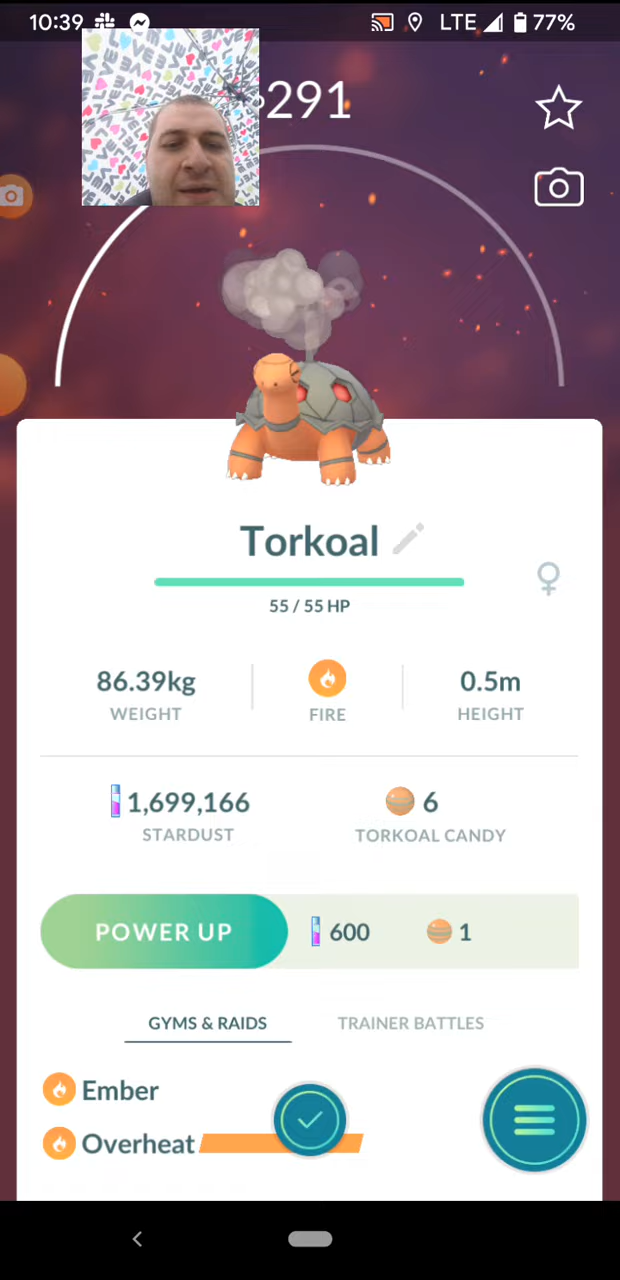 10:39 LTE 77%
291
Torkoal
55 / 55 HP
86.39kg
WEIGHT
FIRE
0.5m
HEIGHT
1,699,166
STARDUST
6
TORKOAL CANDY
POWER UP 600 1
GYMS & RAIDS TRAINER BATTLES
Ember
Overheat